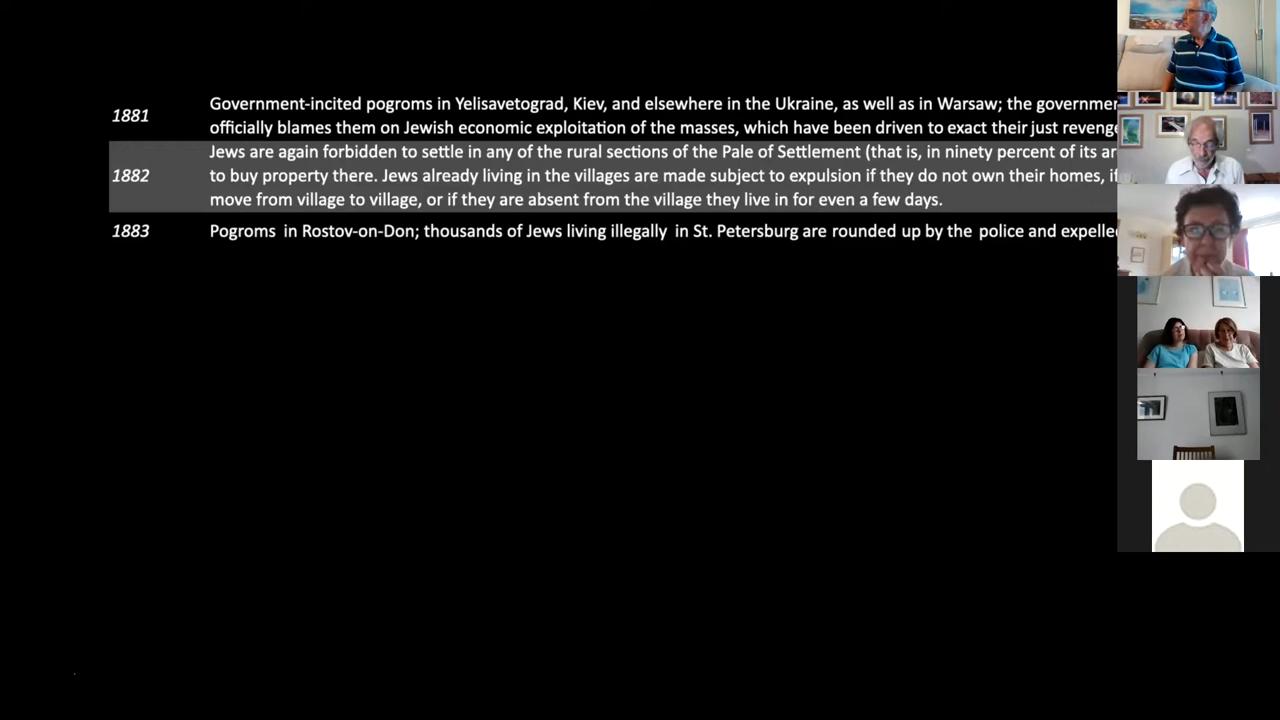 1881
Government-incited pogroms in Yelisavetograd, Kiev, and elsewhere in the Ukraine, as well as in Warsaw; the
officially blames them on Jewish economic exploitation of the masses, which have been driven to exact their just revenge
1882
Jews are again forbidden to settle in any of the rural sections of the Pale of Settlement (that is, in ninety percent of its
to buy property there. Jews already living in the villages are made subject to expulsion if they do not own their homes,
move from village to village, or if they are absent from the village they live in for even a few days.
1883
Pogroms in Rostov-on-Don; thousands of Jews living illegally in St. Petersburg are rounded up by the police and